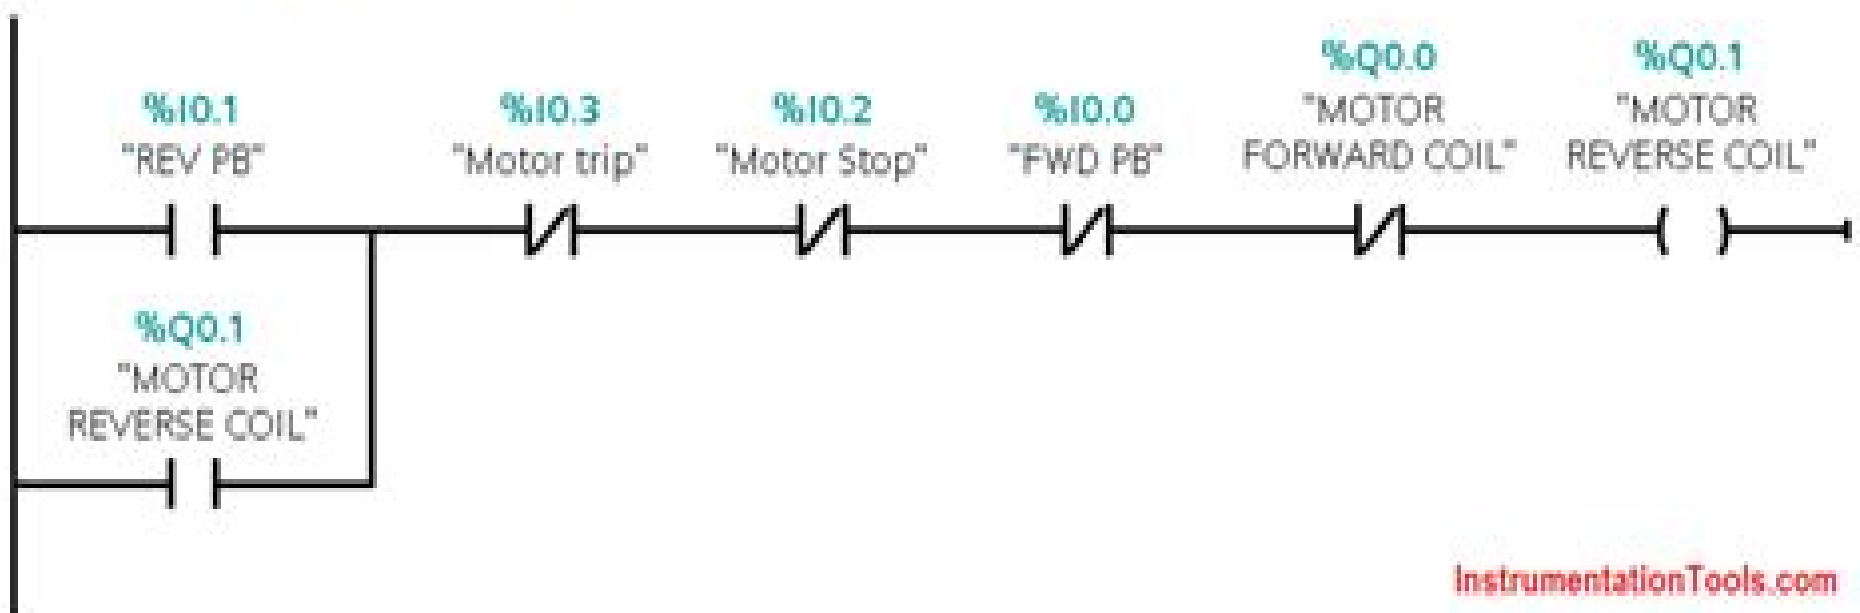 %I0.1
"REV PB"
%I0.3
"Motor trip"
%I0.2
"Motor Stop"
%I0.0
"FWD PB"
%Q0.0
"MOTOR
FORWARD COIL"
%Q0.1
"MOTOR
REVERSE COIL"
%Q0.1
"MOTOR
REVERSE COIL"
InstrumentationTools.com